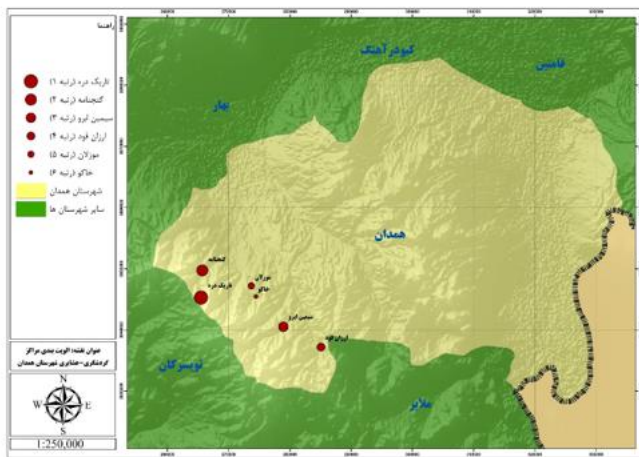 راهنما
تاریک دره (رتبه ۱)
گنجنامه (رتبه ۲)
سیمین ابرو (رتبه ۳)
ارزان فود (رتبه ۴)
موزلان (رتبه ۵)
خاکو (رتبه ۶)
شهرستان همدان
سایر شهرستان ها
عنوان نقشه: الویت بندی مراکز
گردشگری-عشایری شهرستان همدان
N
W E
S
1:250,000
کبودرآهنگ
فامنین
بهار
همدان
گنجنامه
تاریک دره
موزلان
خاکو
سیمین ابرو
ارزان فود
تویسرکان
ملایر